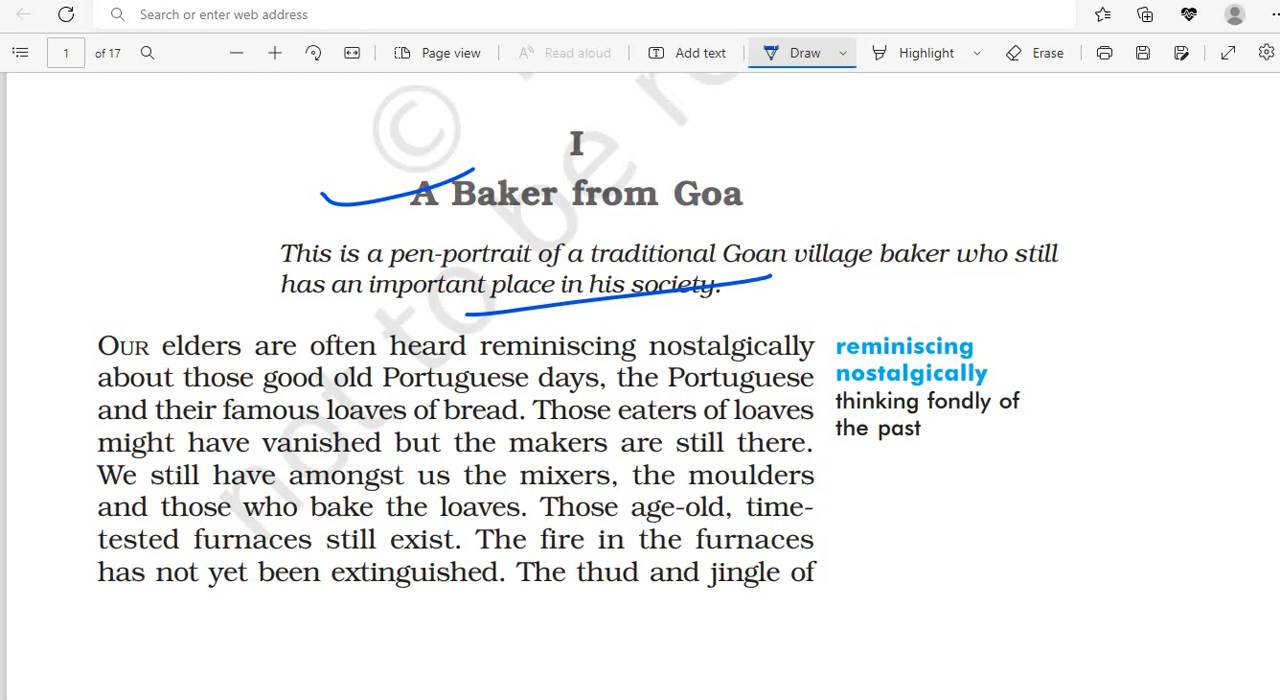 Search or enter web address
1 of 17 Page view Read aloud Add text Draw Highlight Erase
I
A Baker from Goa
This is a pen-portrait of a traditional Goan village baker who still
has an important place in his society.
OUR elders are often heard reminiscing nostalgically
about those good old Portuguese days, the Portuguese
and their famous loaves of bread. Those eaters of loaves
might have vanished but the makers are still there.
We still have amongst us the mixers, the moulders
and those who bake the loaves. Those age-old, time-
tested furnaces still exist. The fire in the furnaces
has not yet been extinguished. The thud and jingle of
reminiscing
nostalgically
thinking fondly of
the past
©
not to be